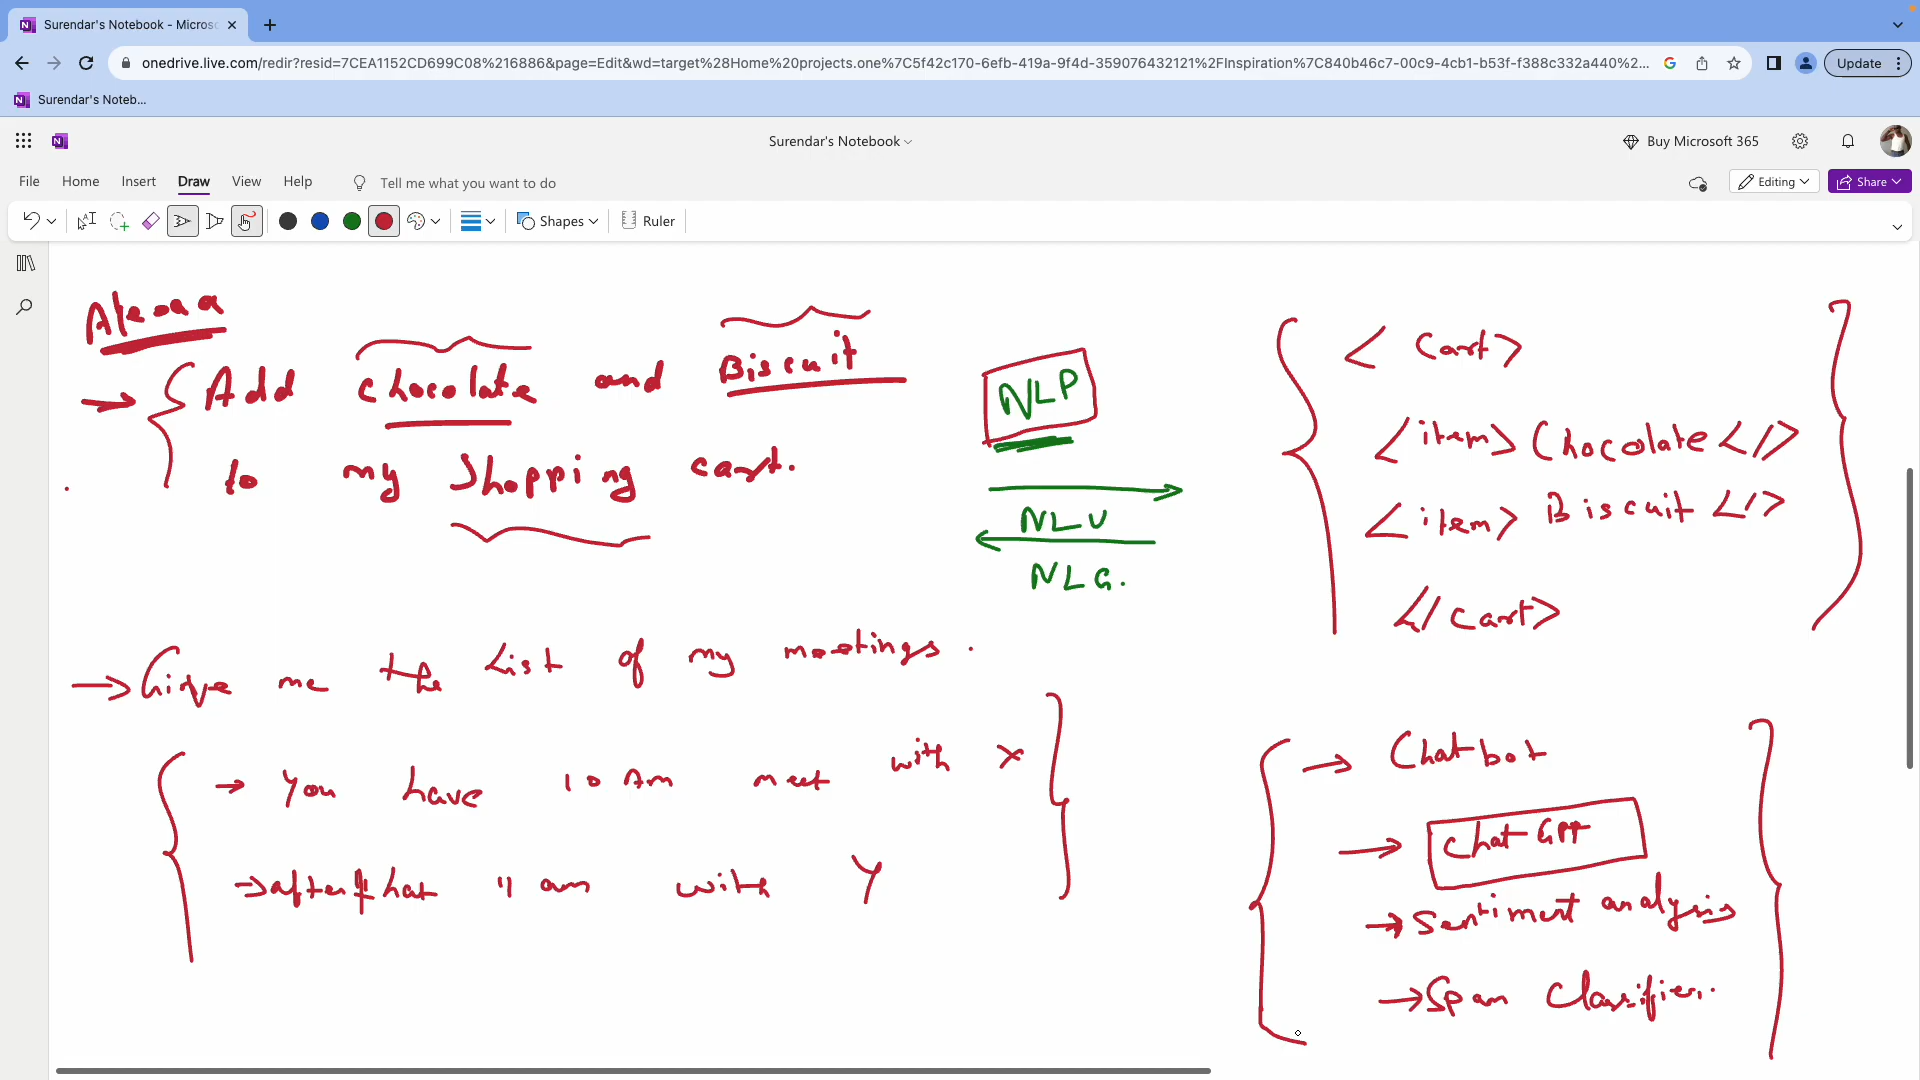 Surendar's Notebook - Micros
onedrive.live.com/redir?resid=7CEA1152CD699C08%216886&page=Edit&wd=target%28Home%20projects.one%7C5f42c170-6efb-419a-9f4d-359076432121%2FInspiration%7C840b46c7-00c9-4cb1-b53f-f388c332a440%2...
Update
Surendar's Noteb...
Surendar's Notebook
Buy Microsoft 365
File Home Insert Draw View Help Tell me what you want to do
Editing Share
Shapes Ruler
Alexa
→ Add chocolate and Biscuit
to my Shopping cart.
NLP
NLU
NLG.
< Cart>
<item> Chocolate </>
<item> Biscuit </>
</ Cart>
→ Give me the List of my meetings.
→ You have 10 Am meet with X
→ after that 11 am with Y
→ Chatbot
→ Chat GPT
→ Sentiment analysis
→ Spam Classifier.